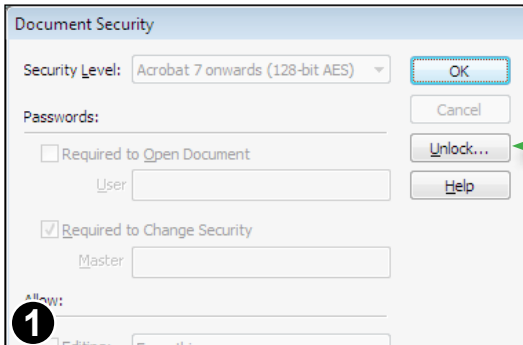 Document Security
Security Level: Acrobat 7 onwards (128-bit AES)
OK
Passwords:
Cancel
Required to Open Document
Unlock...
User
Help
Required to Change Security
Master
Allow:
1